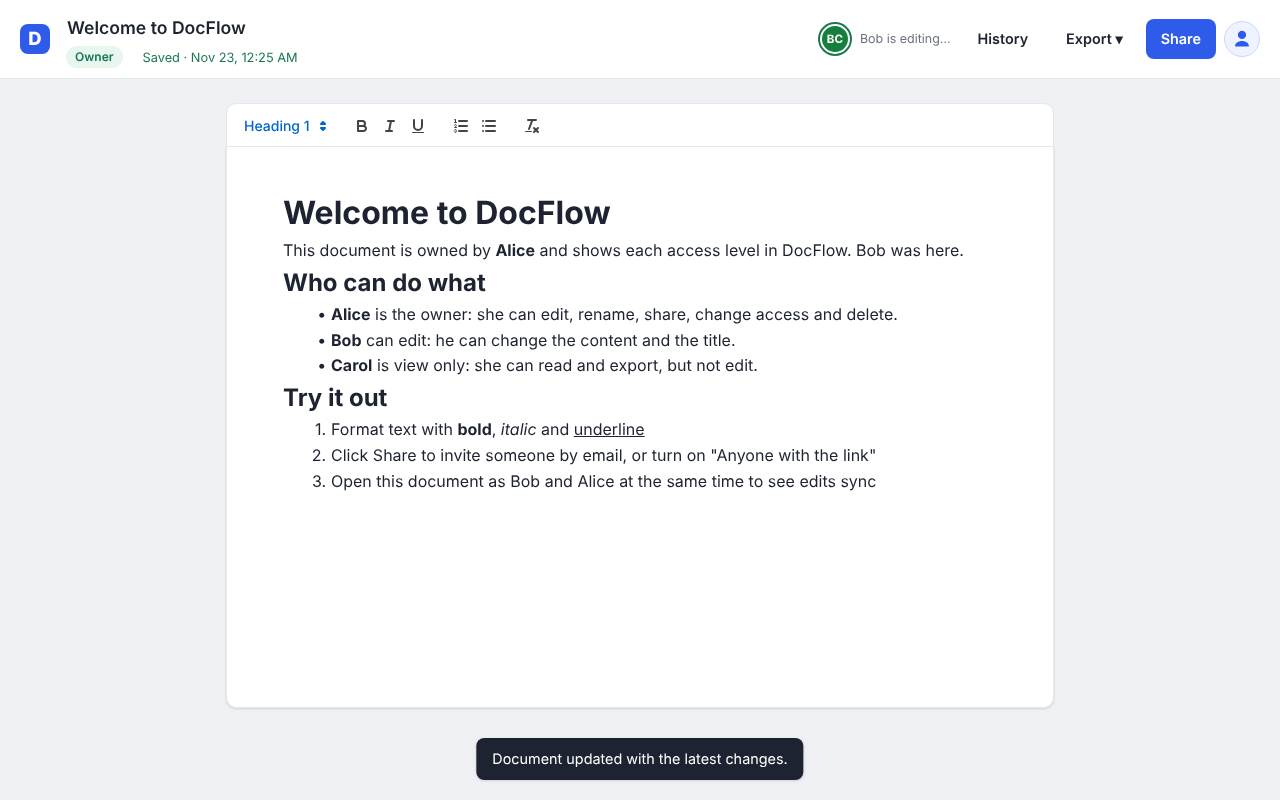 D
Welcome to DocFlow
Owner
Saved · Nov 23, 12:25 AM
BC
Bob is editing...
History
Export ▾
Share
Heading 1
Welcome to DocFlow
This document is owned by Alice and shows each access level in DocFlow. Bob was here.
Who can do what
• Alice is the owner: she can edit, rename, share, change access and delete.
• Bob can edit: he can change the content and the title.
• Carol is view only: she can read and export, but not edit.
Try it out
1. Format text with bold, italic and underline
2. Click Share to invite someone by email, or turn on "Anyone with the link"
3. Open this document as Bob and Alice at the same time to see edits sync
Document updated with the latest changes.